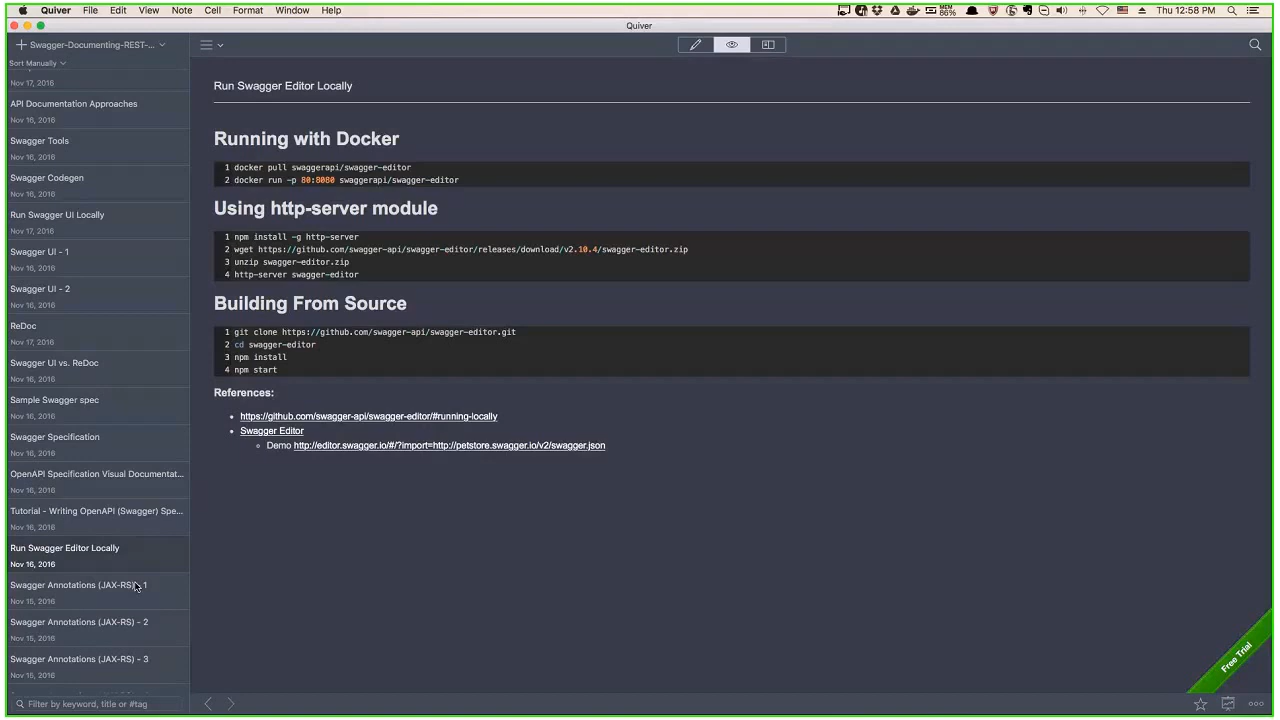 Quiver File Edit View Note Cell Format Window Help
MEM 86% Thu 12:58 PM
Quiver
Swagger-Documenting-REST-...
Sort Manually
Nov 17, 2016
API Documentation Approaches
Nov 16, 2016
Swagger Tools
Nov 16, 2016
Swagger Codegen
Nov 16, 2016
Run Swagger UI Locally
Nov 17, 2016
Swagger UI - 1
Nov 16, 2016
Swagger UI - 2
Nov 16, 2016
ReDoc
Nov 17, 2016
Swagger UI vs. ReDoc
Nov 16, 2016
Sample Swagger spec
Nov 16, 2016
Swagger Specification
Nov 16, 2016
OpenAPI Specification Visual Documentat...
Nov 16, 2016
Tutorial - Writing OpenAPI (Swagger) Spe...
Nov 16, 2016
Run Swagger Editor Locally
Nov 16, 2016
Swagger Annotations (JAX-RS) - 1
Nov 15, 2016
Swagger Annotations (JAX-RS) - 2
Nov 15, 2016
Swagger Annotations (JAX-RS) - 3
Nov 15, 2016
Filter by keyword, title or #tag
Run Swagger Editor Locally
Running with Docker
1 docker pull swaggerapi/swagger-editor
2 docker run -p 80:8080 swaggerapi/swagger-editor
Using http-server module
1 npm install -g http-server
2 wget https://github.com/swagger-api/swagger-editor/releases/download/v2.10.4/swagger-editor.zip
3 unzip swagger-editor.zip
4 http-server swagger-editor
Building From Source
1 git clone https://github.com/swagger-api/swagger-editor.git
2 cd swagger-editor
3 npm install
4 npm start
References:
https://github.com/swagger-api/swagger-editor/#running-locally
Swagger Editor
Demo http://editor.swagger.io/#/?import=http://petstore.swagger.io/v2/swagger.json
Free Trial